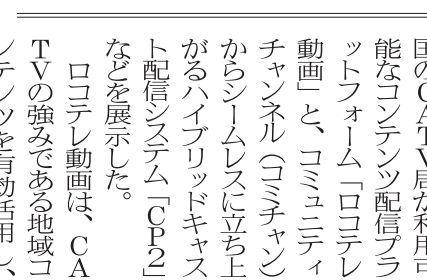 国のCATV局が利用可
能なコンテンツ配信プラ
ットフォーム「ロコテレ
動画」と、コミュニティ
チャンネル（コミチャン）
からシームレスに立ち上
がるハイブリッドキャス
ト配信システム「CP2」
などを展示した。
ロコテレ動画は、CA
TVの強みである地域コ
ンテンツを有効活用し、